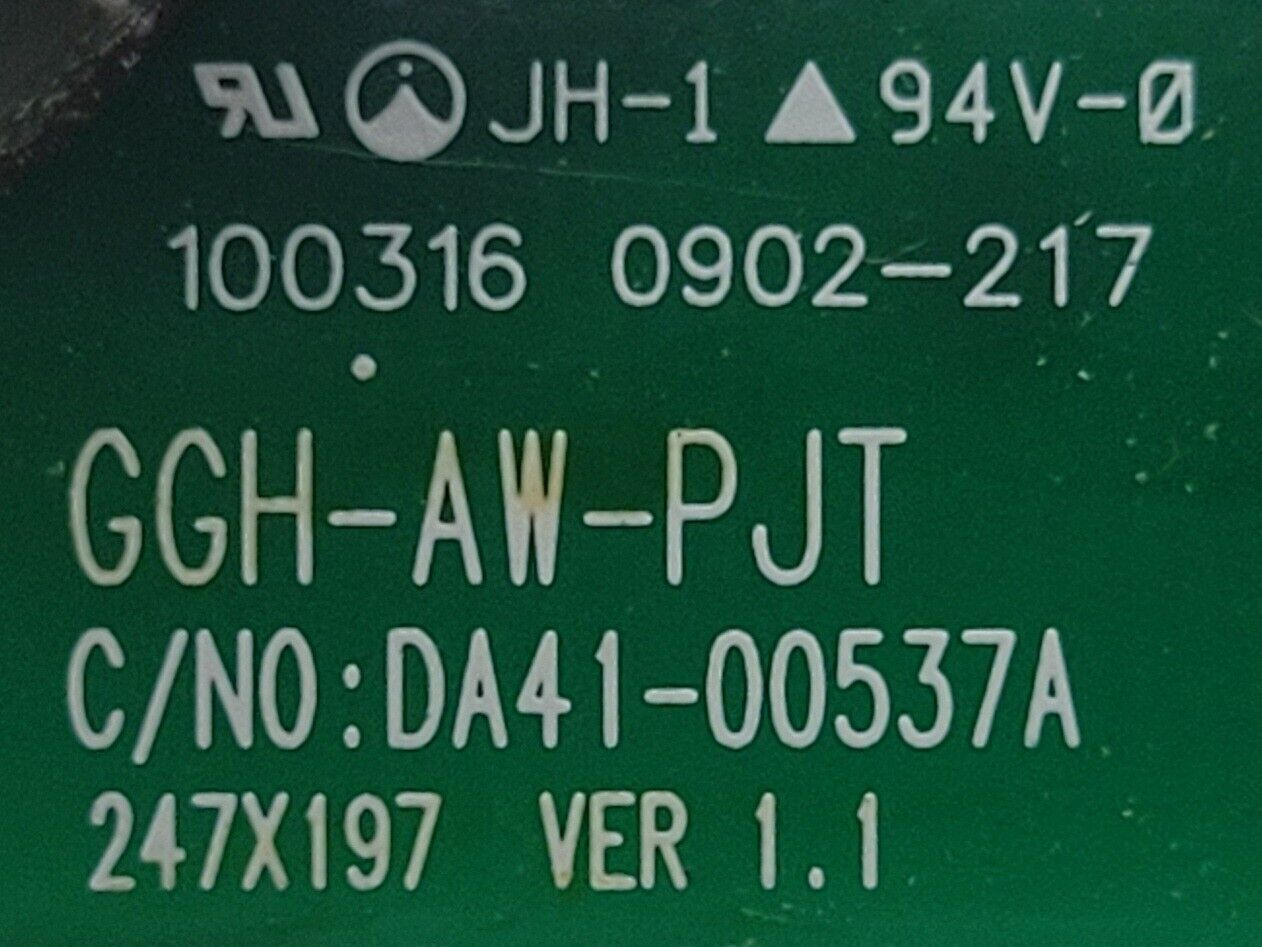 JH-1 ▲ 94V-0
100316 0902-217
GGH-AW-PJT
C/NO:DA41-00537A
247X197 VER 1.1